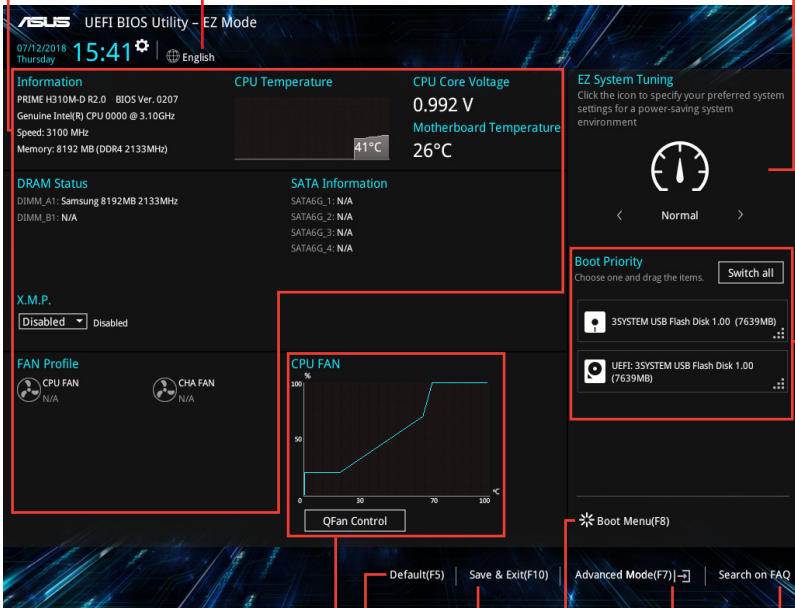 ASUS UEFI BIOS Utility – EZ Mode
07/12/2018
Thursday
15:41
English
Information
PRIME H310M-D R2.0 BIOS Ver. 0207
Genuine Intel(R) CPU 0000 @ 3.10GHz
Speed: 3100 MHz
Memory: 8192 MB (DDR4 2133MHz)
CPU Temperature
41°C
CPU Core Voltage
0.992 V
Motherboard Temperature
26°C
EZ System Tuning
Click the icon to specify your preferred system
settings for a power-saving system
environment
< Normal >
DRAM Status
DIMM_A1: Samsung 8192MB 2133MHz
DIMM_B1: N/A
SATA Information
SATA6G_1: N/A
SATA6G_2: N/A
SATA6G_3: N/A
SATA6G_4: N/A
X.M.P.
Disabled Disabled
Boot Priority
Choose one and drag the items.
Switch all
3SYSTEM USB Flash Disk 1.00 (7639MB)
UEFI: 3SYSTEM USB Flash Disk 1.00
(7639MB)
FAN Profile
CPU FAN
N/A
CHA FAN
N/A
CPU FAN
%
100
50
°C
0 30 70 100
QFan Control
Boot Menu(F8)
Default(F5)
Save & Exit(F10)
Advanced Mode(F7)
Search on FAQ